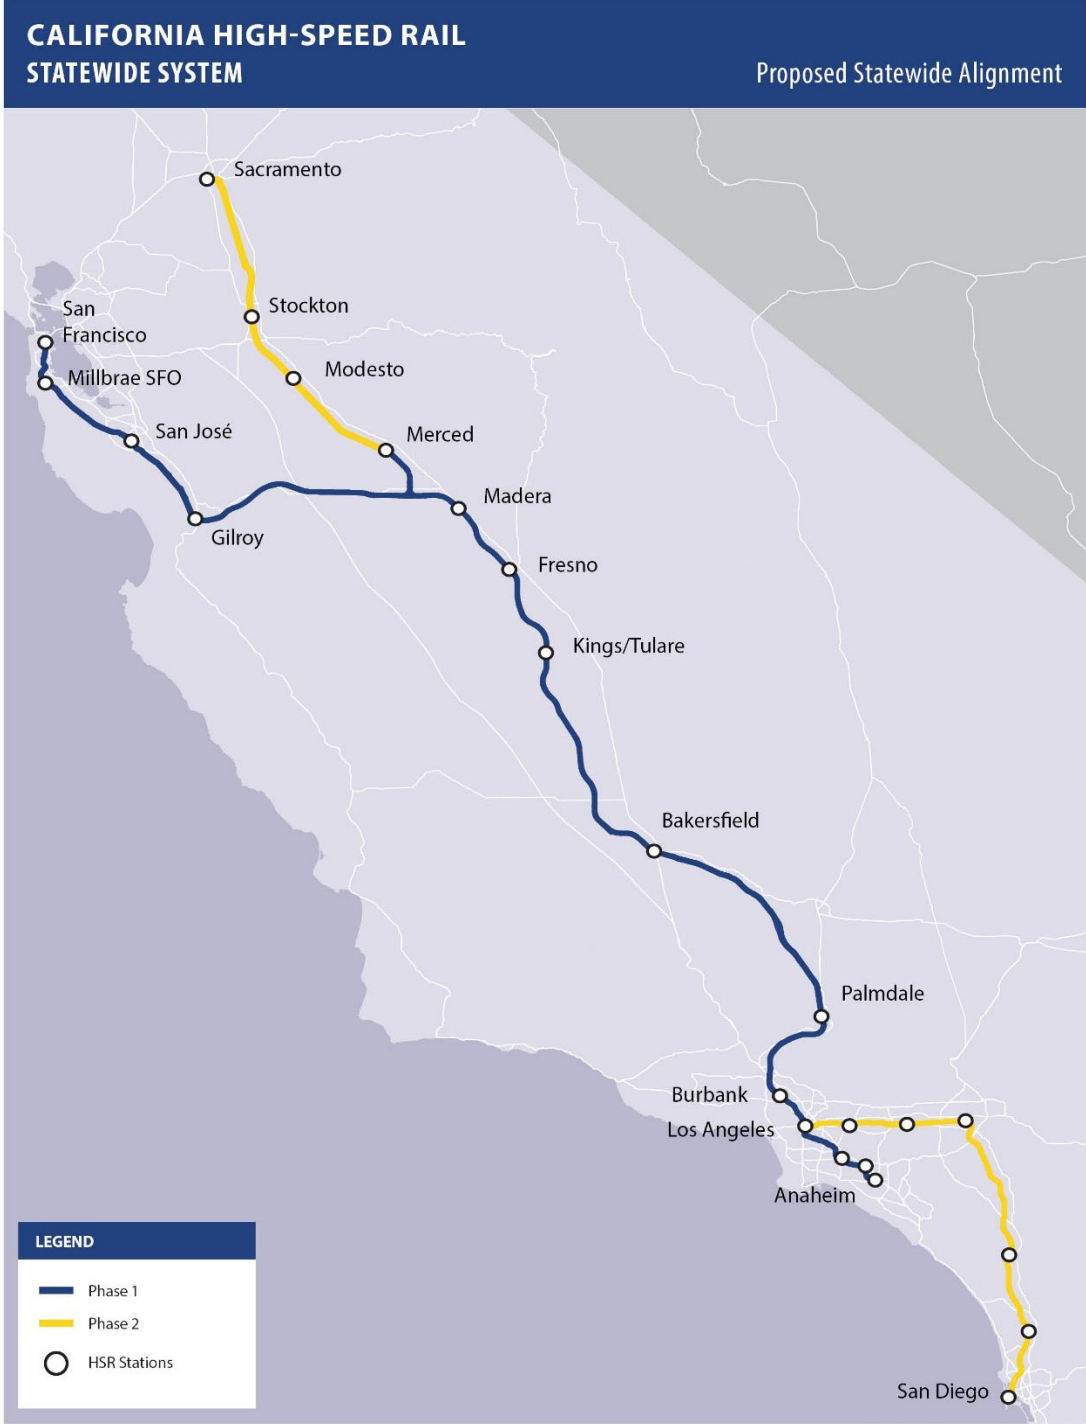 CALIFORNIA HIGH-SPEED RAIL
STATEWIDE SYSTEM
Proposed Statewide Alignment
Sacramento
Stockton
San
Francisco
Modesto
Millbrae SFO
San José
Merced
Madera
Gilroy
Fresno
Kings/Tulare
Bakersfield
Palmdale
Burbank
Los Angeles
Anaheim
San Diego
LEGEND
Phase 1
Phase 2
HSR Stations